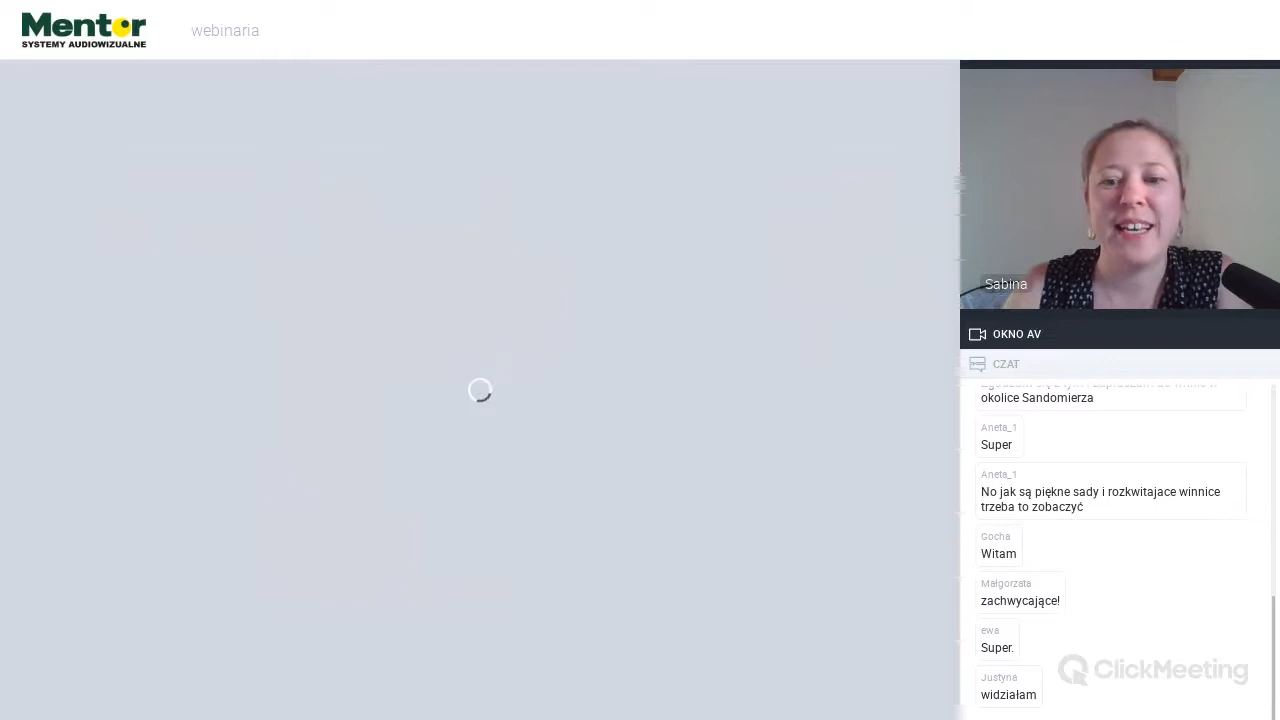 Mentor
SYSTEMY AUDIOWIZUALNE
webinaria
Sabina
OKNO AV
CZAT
okolice Sandomierza
Aneta_1
Super
Aneta_1
No jak są piękne sady i rozkwitajace winnice
trzeba to zobaczyć
Gocha
Witam
Małgorzata
zachwycające!
ewa
Super.
Justyna
widziałam
ClickMeeting